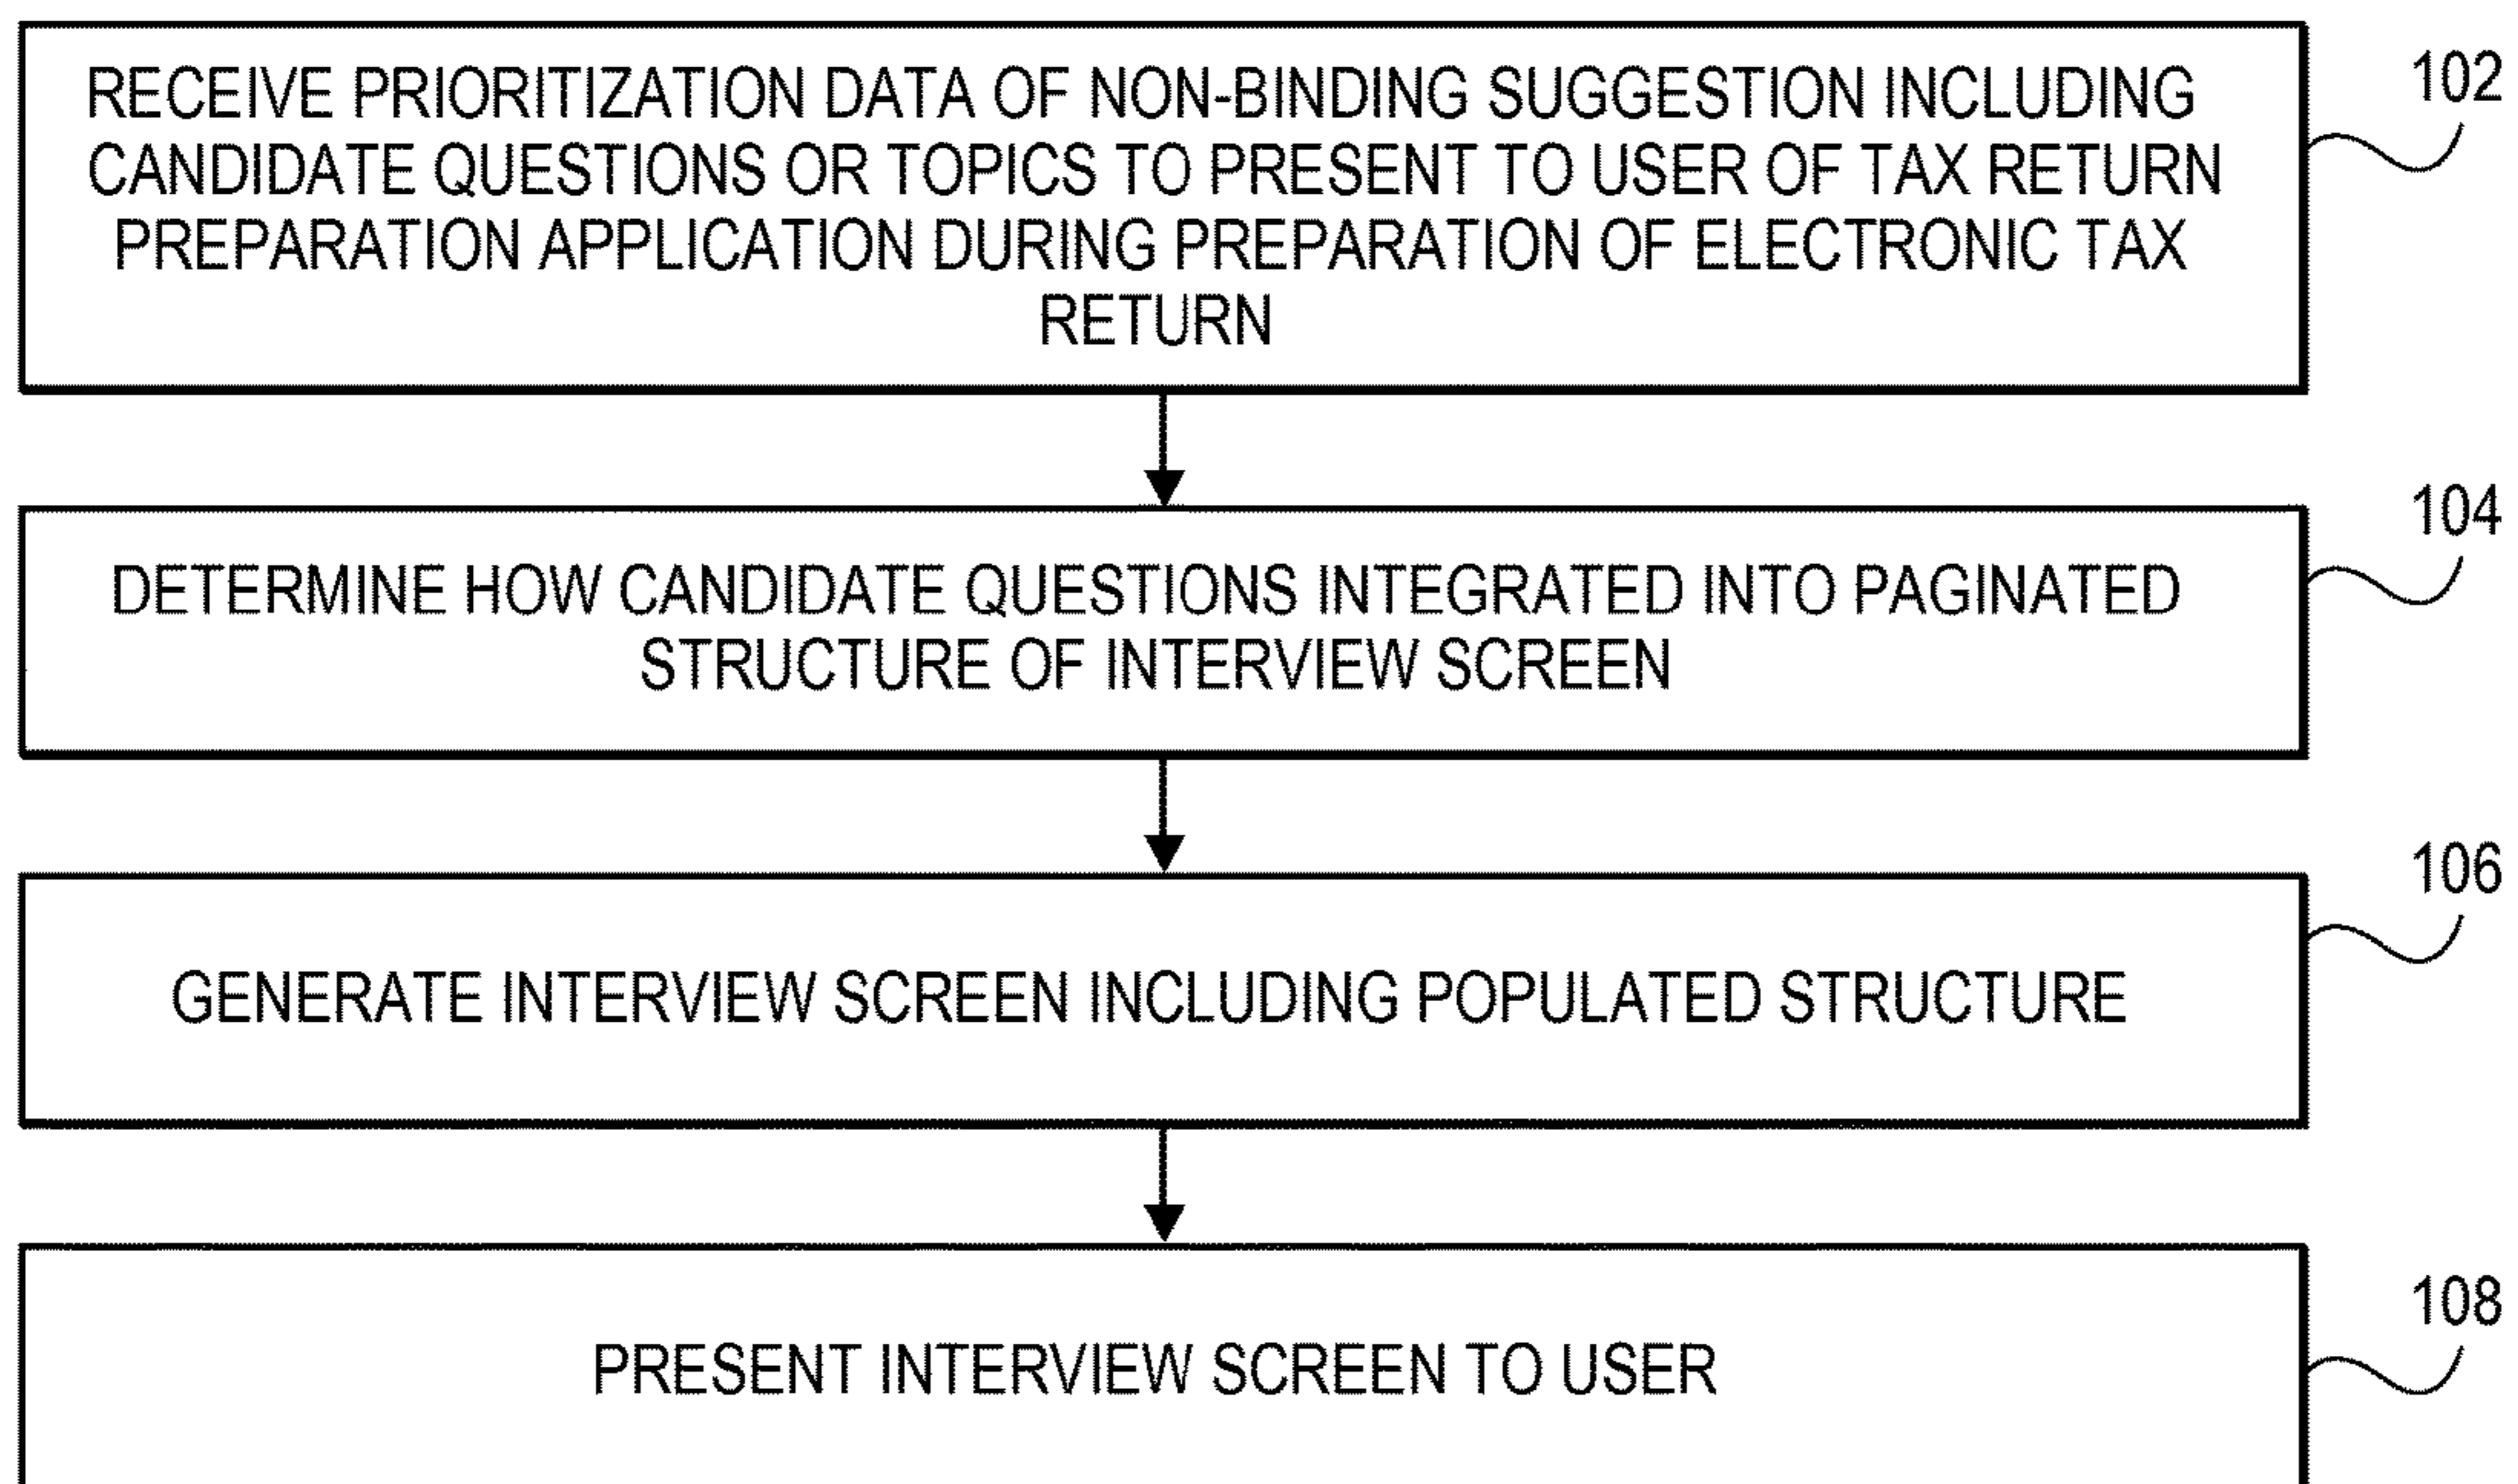 RECEIVE PRIORITIZATION DATA OF NON-BINDING SUGGESTION INCLUDING
CANDIDATE QUESTIONS OR TOPICS TO PRESENT TO USER OF TAX RETURN
PREPARATION APPLICATION DURING PREPARATION OF ELECTRONIC TAX
RETURN
102
DETERMINE HOW CANDIDATE QUESTIONS INTEGRATED INTO PAGINATED
STRUCTURE OF INTERVIEW SCREEN
104
GENERATE INTERVIEW SCREEN INCLUDING POPULATED STRUCTURE
106
PRESENT INTERVIEW SCREEN TO USER
108